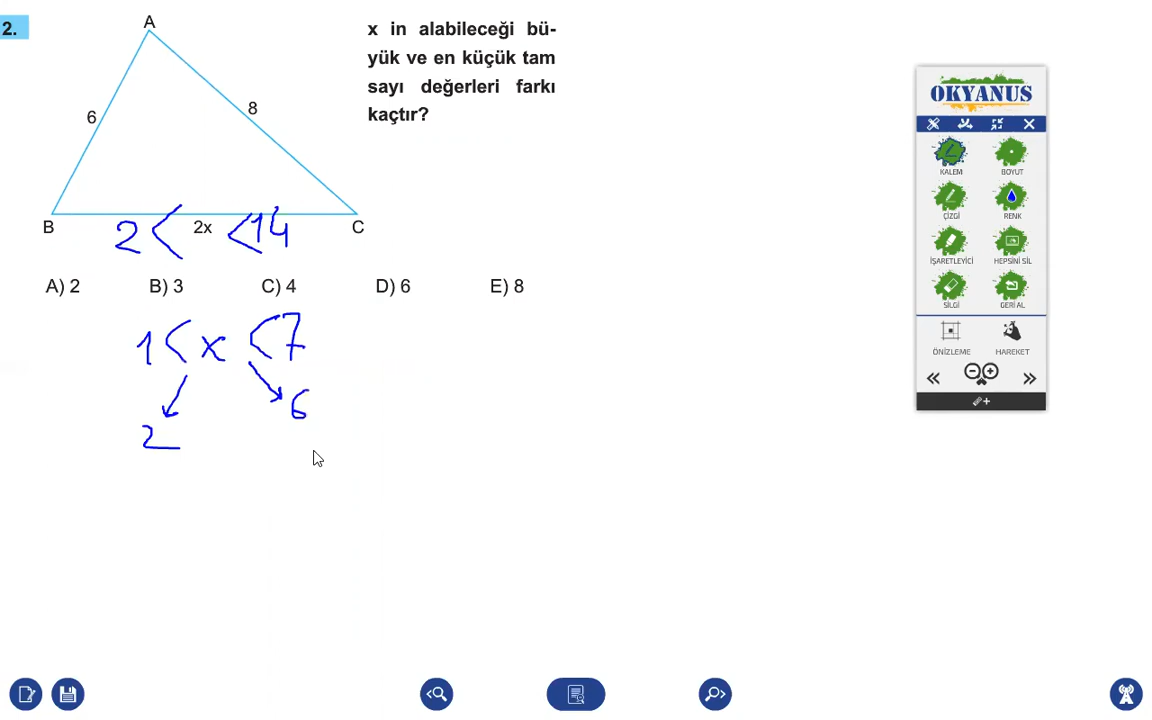 2.
A
x in alabileceği bü-
yük ve en küçük tam
sayı değerleri farkı
kaçtır?
6
8
B
2 <
2x
< 14
C
A) 2
B) 3
C) 4
D) 6
E) 8
1 < x < 7
6
2
OKYANUS
KALEM
BOYUT
ÇİZGİ
RENK
İŞARETLEYİCİ
HEPSİNİ SİL
SİLGİ
GERİ AL
ÖNİZLEME
HAREKET